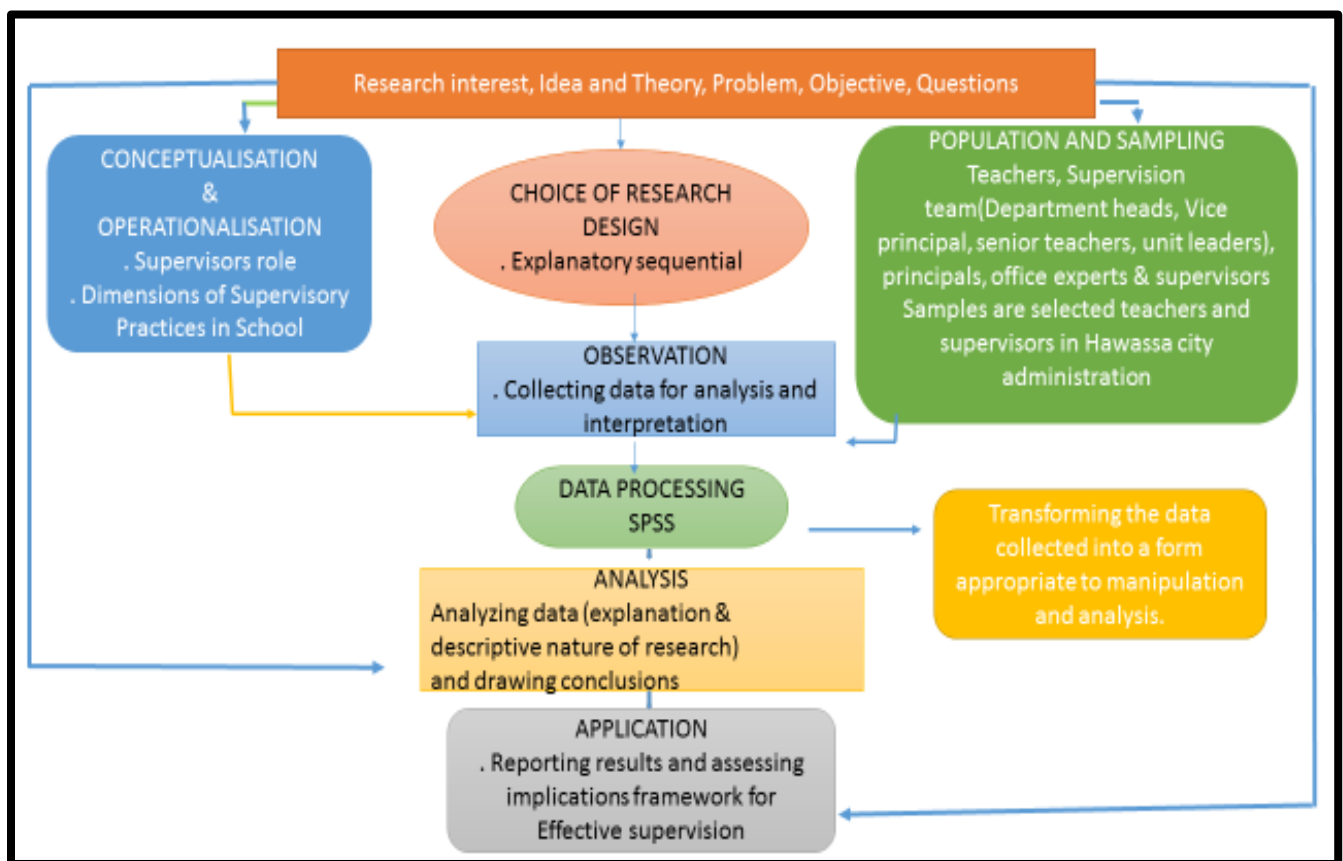 Research interest, Idea and Theory, Problem, Objective, Questions
CONCEPTUALISATION
&
OPERATIONALISATION
. Supervisors role
. Dimensions of Supervisory
Practices in School
CHOICE OF RESEARCH
DESIGN
. Explanatory sequential
POPULATION AND SAMPLING
Teachers, Supervision
team(Department heads, Vice
principal, senior teachers, unit leaders),
principals, office experts & supervisors
Samples are selected teachers and
supervisors in Hawassa city
administration
OBSERVATION
. Collecting data for analysis and
interpretation
DATA PROCESSING
SPSS
Transforming the data
collected into a form
appropriate to manipulation
and analysis.
ANALYSIS
Analyzing data (explanation &
descriptive nature of research)
and drawing conclusions
APPLICATION
. Reporting results and assessing
implications framework for
Effective supervision